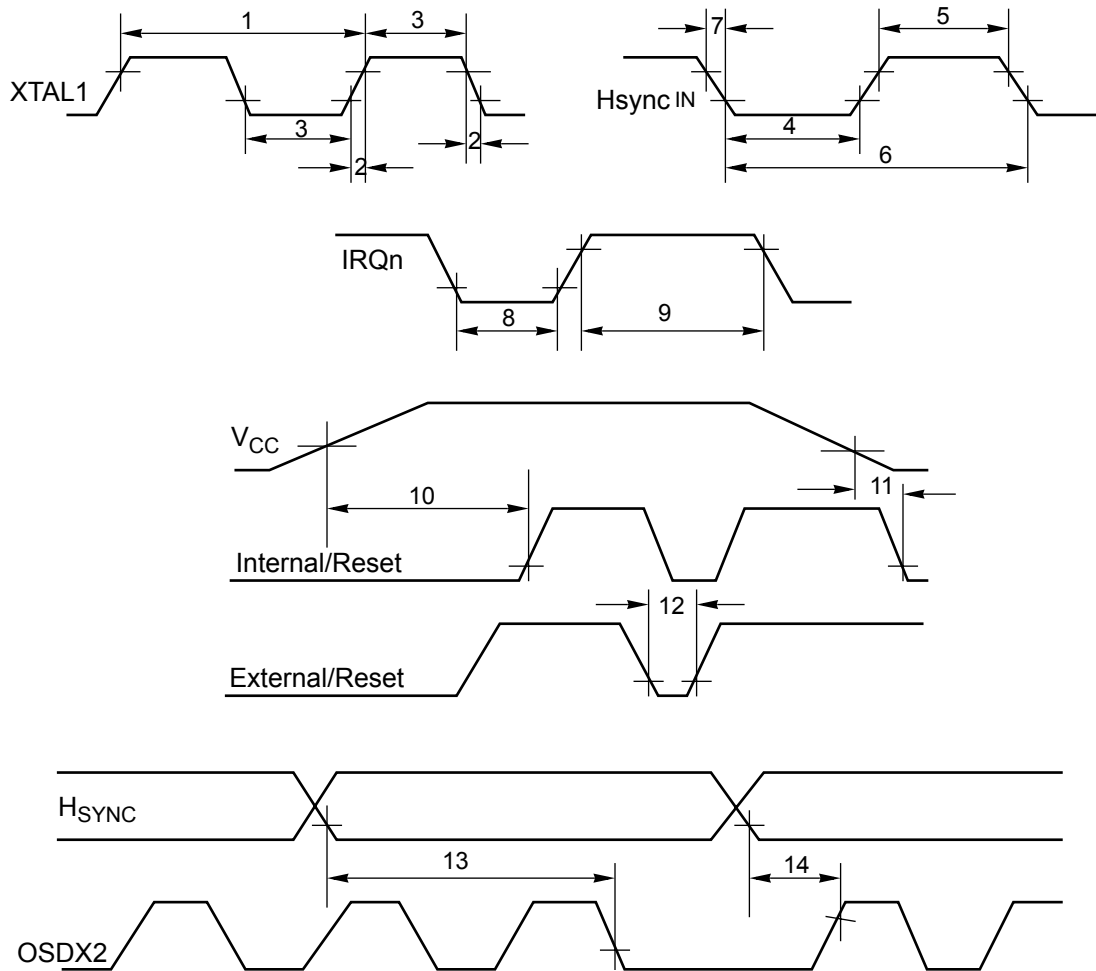 1
3
XTAL1
3
2
2
7
5
Hsync IN
4
6
IRQn
8
9
VCC
10
11
Internal/Reset
12
External/Reset
HSYNC
13
14
OSDX2